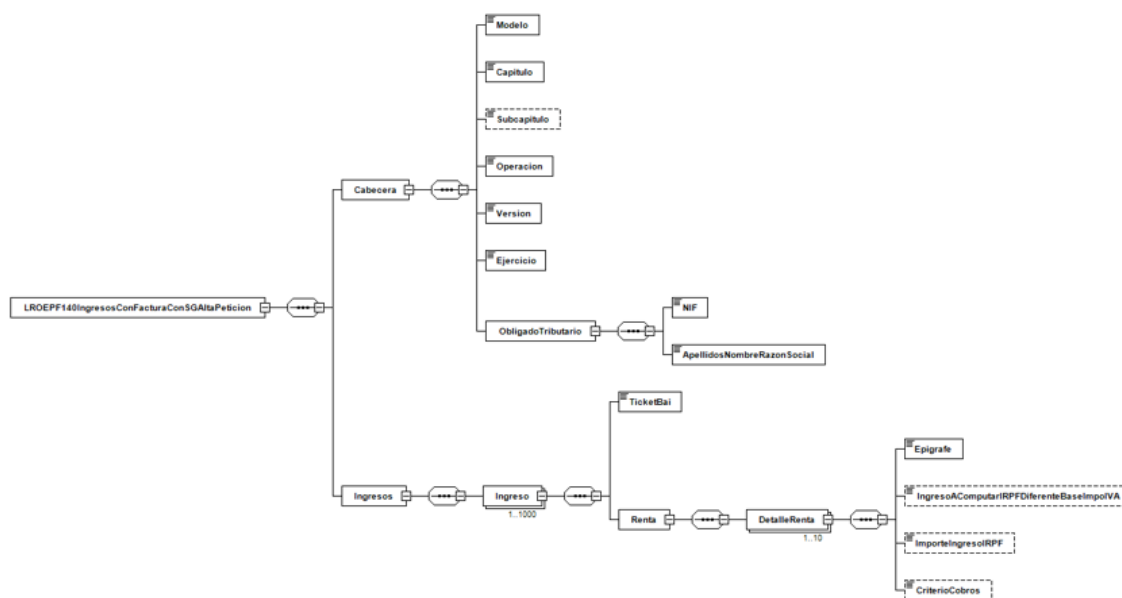 Modelo
Capitulo
Subcapitulo
Operacion
Version
Ejercicio
Cabecera
ObligadoTributario
NIF
ApellidosNombreRazonSocial
LROEPF140IngresosConFacturaConSGAltaPeticion
TicketBai
Ingresos
Ingreso
1..1000
Renta
DetalleRenta
1..10
Epigrafe
IngresoAComputarIRPFDiferenteBaseImpoIVA
ImporteIngresoIRPF
CriterioCobros